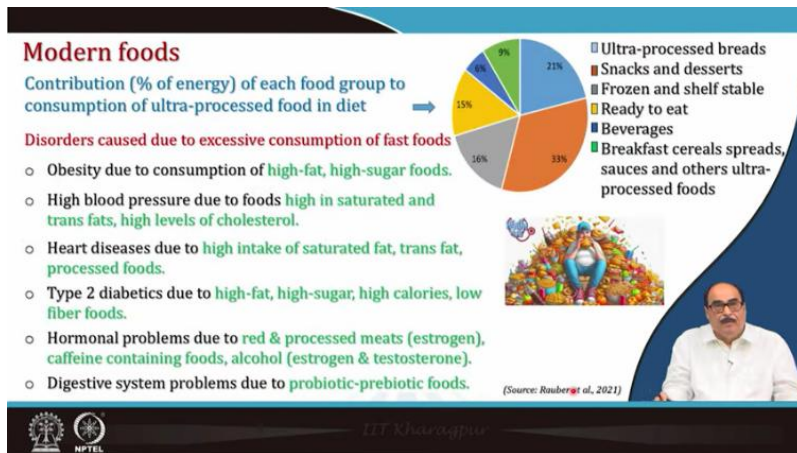 Modern foods
Contribution (% of energy) of each food group to
consumption of ultra-processed food in diet
Disorders caused due to excessive consumption of fast foods
o Obesity due to consumption of high-fat, high-sugar foods.
o High blood pressure due to foods high in saturated and
trans fats, high levels of cholesterol.
o Heart diseases due to high intake of saturated fat, trans fat,
processed foods.
o Type 2 diabetics due to high-fat, high-sugar, high calories, low
fiber foods.
o Hormonal problems due to red & processed meats (estrogen),
caffeine containing foods, alcohol (estrogen & testosterone).
o Digestive system problems due to probiotic-prebiotic foods.
9%
6%
21%
15%
16%
33%
Ultra-processed breads
Snacks and desserts
Frozen and shelf stable
Ready to eat
Beverages
Breakfast cereals spreads,
sauces and others ultra-
processed foods
(Source: Rauber et al., 2021)
IIT Kharagpur
NPTEL